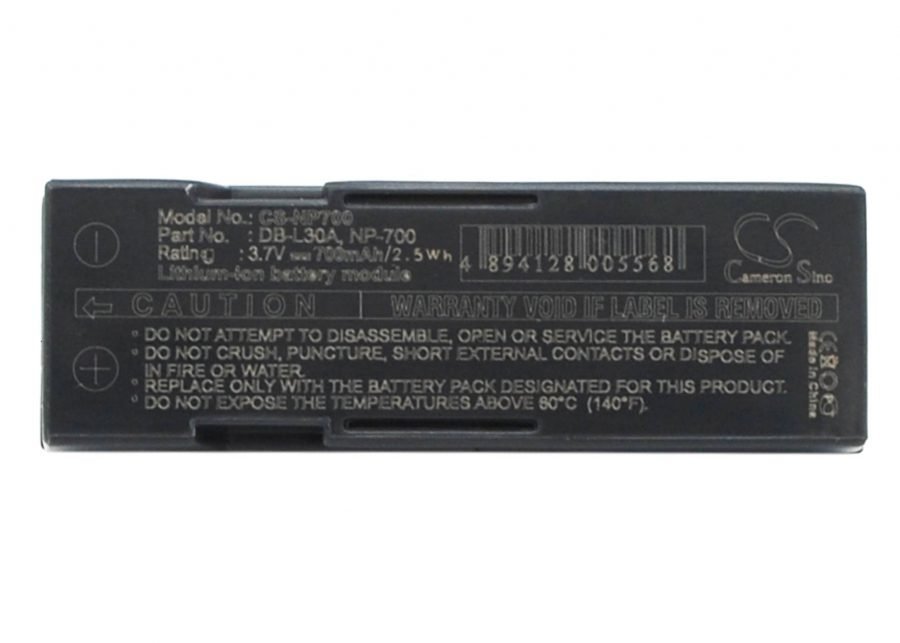 Model No.: CS-NP700
Part No. : DB-L30A, NP-700
Rating : 3.7V 700mAh/2.5Wh
Lithium-ion battery module
4 894128 005568
CS
Cameron Sino
CAUTION WARRANTY VOID IF LABEL IS REMOVED
• DO NOT ATTEMPT TO DISASSEMBLE, OPEN OR SERVICE THE BATTERY PACK.
• DO NOT CRUSH, PUNCTURE, SHORT EXTERNAL CONTACTS OR DISPOSE OF
IN FIRE OR WATER.
• REPLACE ONLY WITH THE BATTERY PACK DESIGNATED FOR THIS PRODUCT.
• DO NOT EXPOSE THE TEMPERATURES ABOVE 60°C (140°F).
CE
Made in China